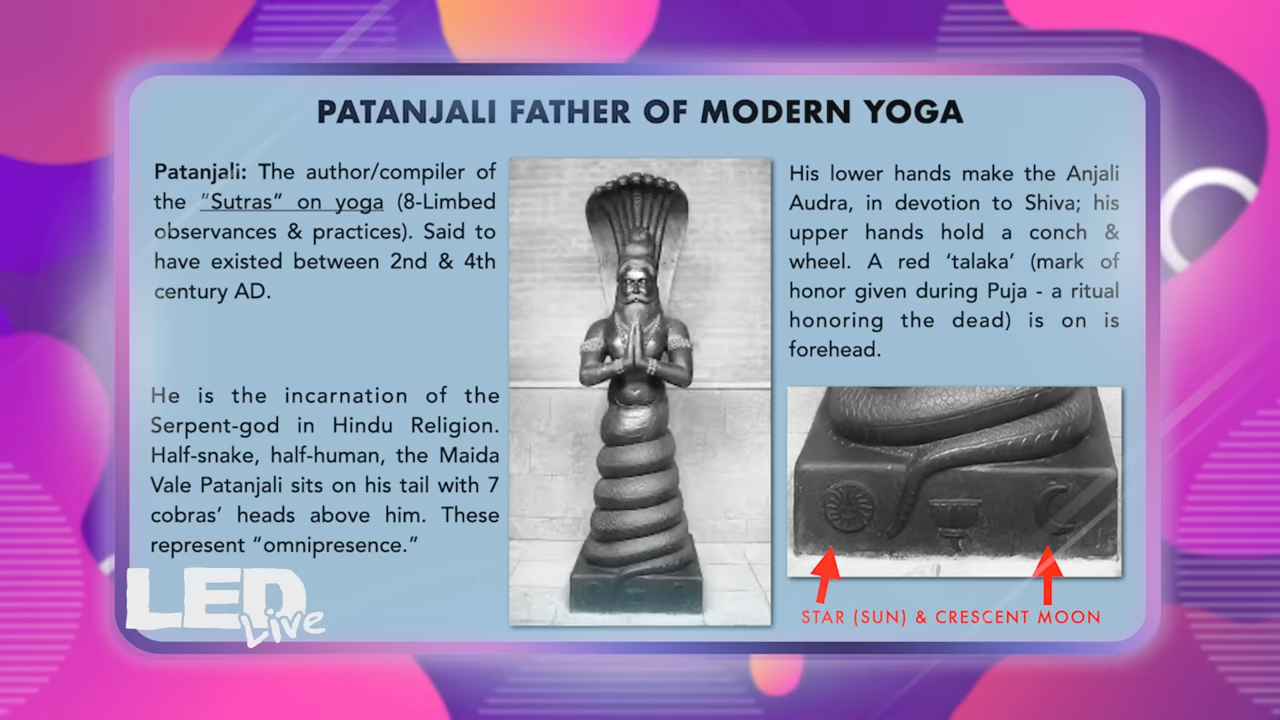 PATANJALI FATHER OF MODERN YOGA
Patanjali: The author/compiler of
the “Sutras” on yoga (8-Limbed
observances & practices). Said to
have existed between 2nd & 4th
century AD.
He is the incarnation of the
Serpent-god in Hindu Religion.
Half-snake, half-human, the Maida
Vale Patanjali sits on his tail with 7
cobras’ heads above him. These
represent “omnipresence.”
His lower hands make the Anjali
Audra, in devotion to Shiva; his
upper hands hold a conch &
wheel. A red ‘talaka’ (mark of
honor given during Puja - a ritual
honoring the dead) is on is
forehead.
STAR (SUN) & CRESCENT MOON
LED
Live